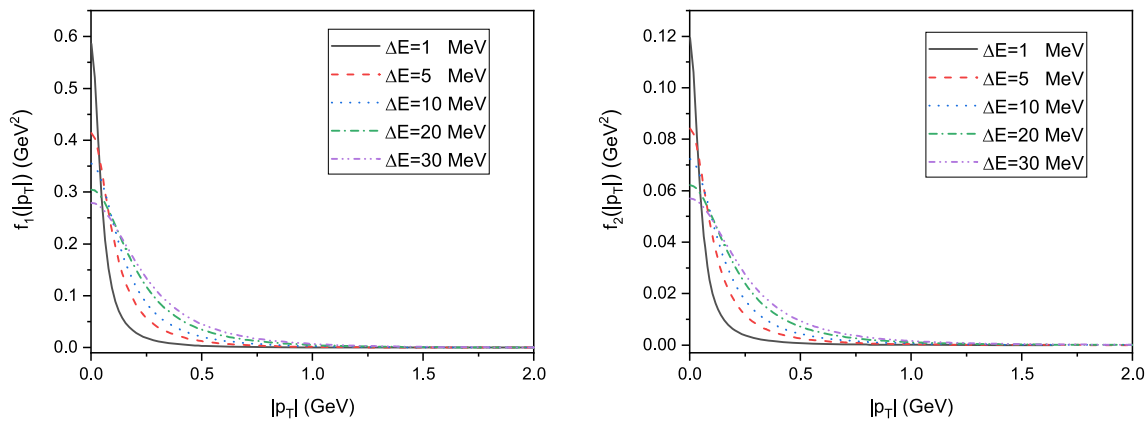 0.6
0.5
0.4
0.3
0.2
0.1
0.0
f₁(|p_T|) (GeV²)
0.0 0.5 1.0 1.5 2.0
|p_T| (GeV)
ΔE=1 MeV
ΔE=5 MeV
ΔE=10 MeV
ΔE=20 MeV
ΔE=30 MeV
0.12
0.10
0.08
0.06
0.04
0.02
0.00
f₂(|p_T|) (GeV²)
0.0 0.5 1.0 1.5 2.0
|p_T| (GeV)
ΔE=1 MeV
ΔE=5 MeV
ΔE=10 MeV
ΔE=20 MeV
ΔE=30 MeV